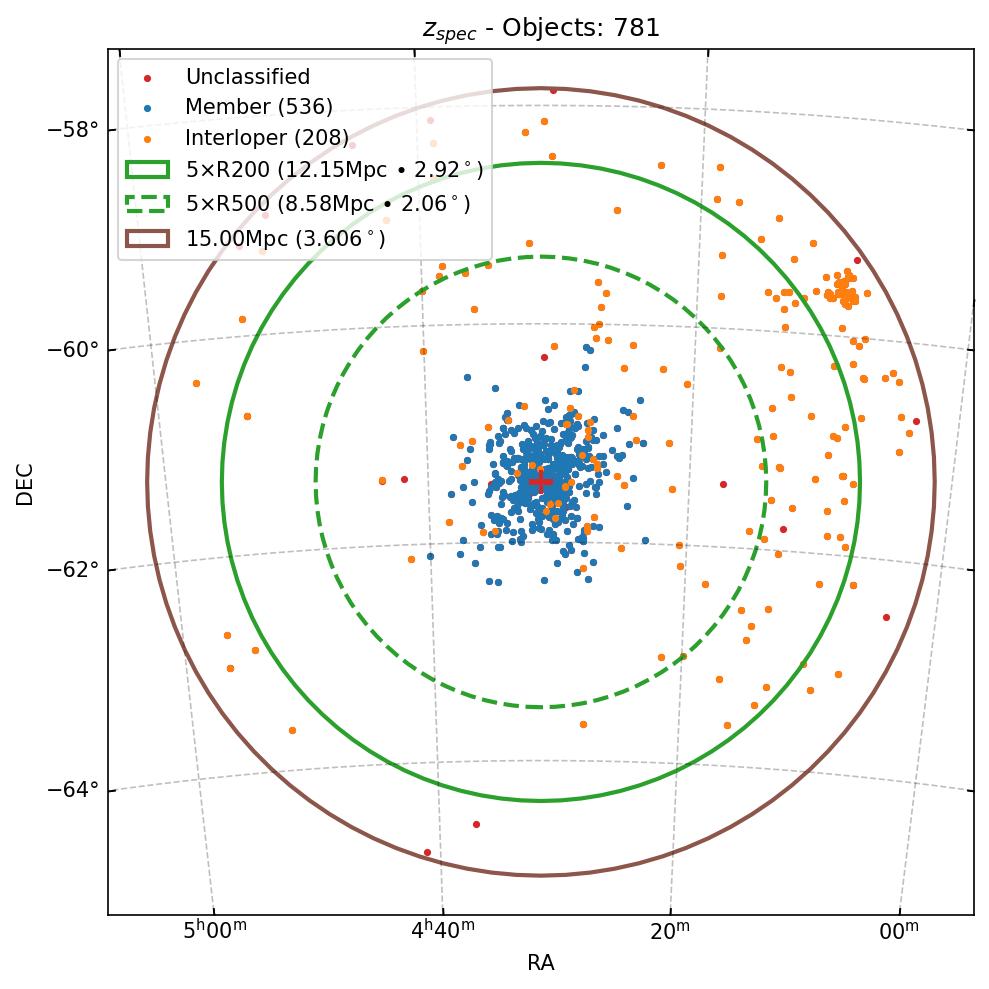 z_spec - Objects: 781
Unclassified
Member (536)
Interloper (208)
5×R200 (12.15Mpc • 2.92°)
5×R500 (8.58Mpc • 2.06°)
15.00Mpc (3.606°)
−58°
−60°
−62°
−64°
DEC
5ʰ00ᵐ
4ʰ40ᵐ
20ᵐ
00ᵐ
RA